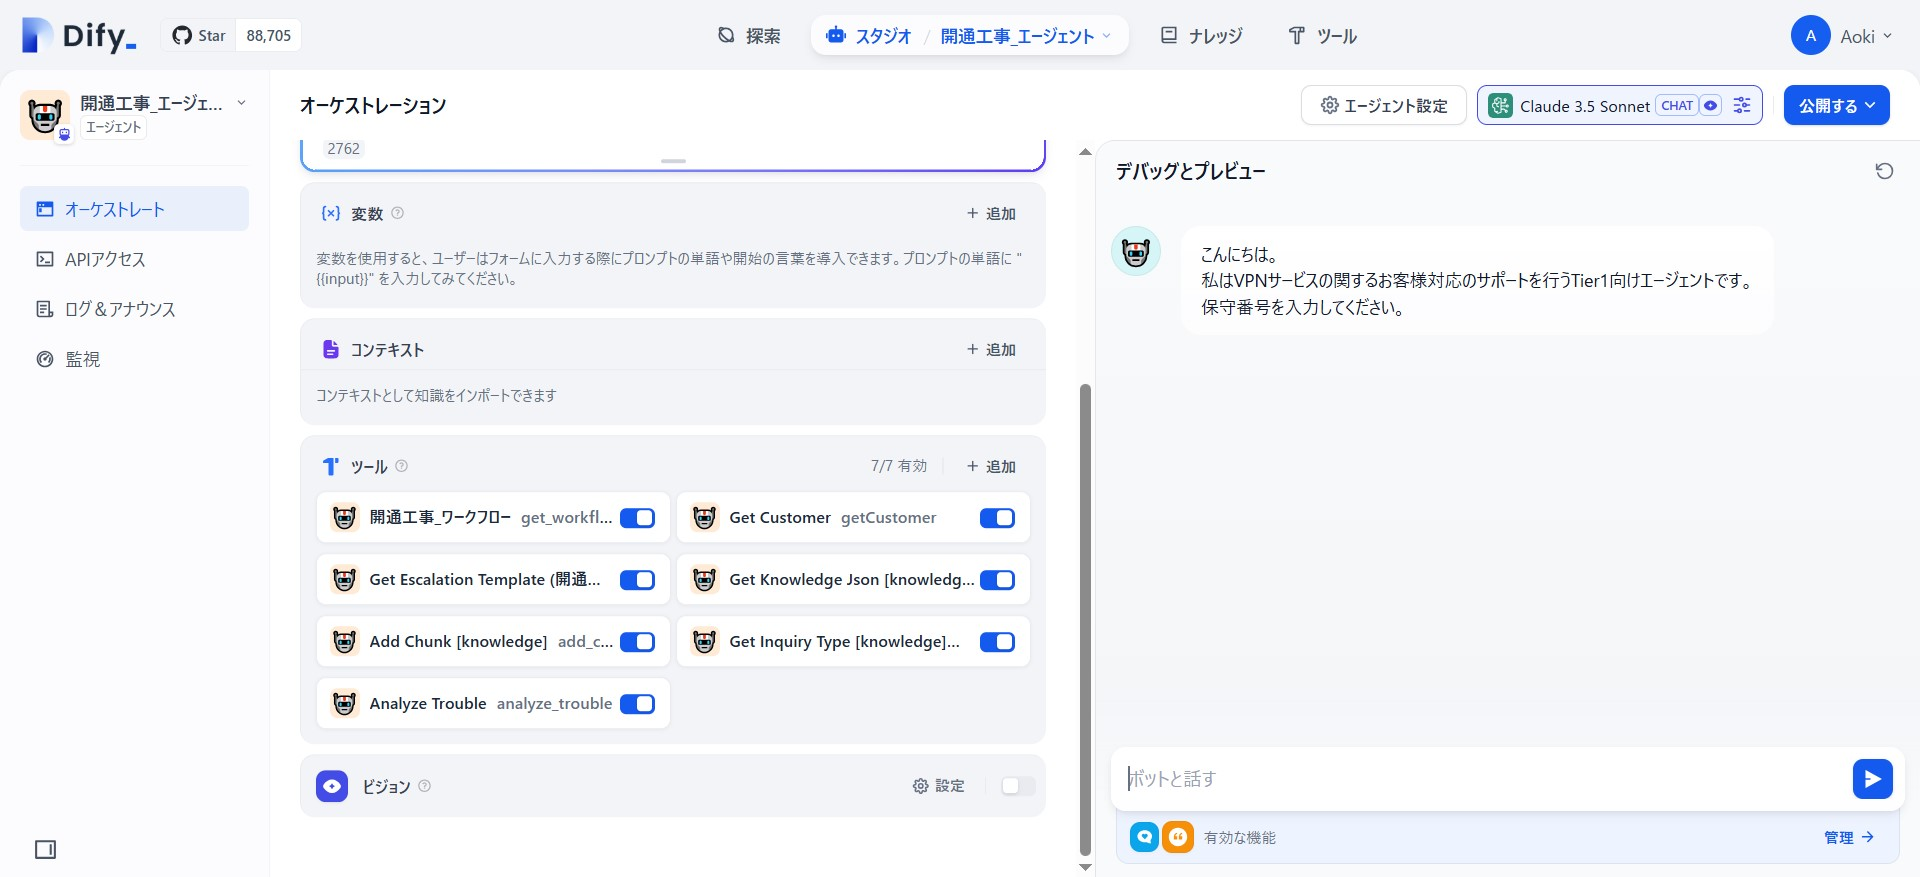 Dify_
Star 88,705
探索
スタジオ / 開通工事_エージェント
ナレッジ
ツール
A Aoki
開通工事_エージェ...
エージェント
オーケストレート
APIアクセス
ログ＆アナウンス
監視
オーケストレーション
エージェント設定
Claude 3.5 Sonnet CHAT
公開する
2762
変数
+ 追加
変数を使用すると、ユーザーはフォームに入力する際にプロンプトの単語や開始の言葉を導入できます。プロンプトの単語に "
{{input}}" を入力してみてください。
コンテキスト
+ 追加
コンテキストとして知識をインポートできます
ツール
7/7 有効
+ 追加
開通工事_ワークフロー get_workfl...
Get Customer getCustomer
Get Escalation Template (開通...
Get Knowledge Json [knowledg...
Add Chunk [knowledge] add_c...
Get Inquiry Type [knowledge]...
Analyze Trouble analyze_trouble
ビジョン
設定
デバッグとプレビュー
こんにちは。
私はVPNサービスの関するお客様対応のサポートを行うTier1向けエージェントです。
保守番号を入力してください。
ボットと話す
有効な機能
管理 →